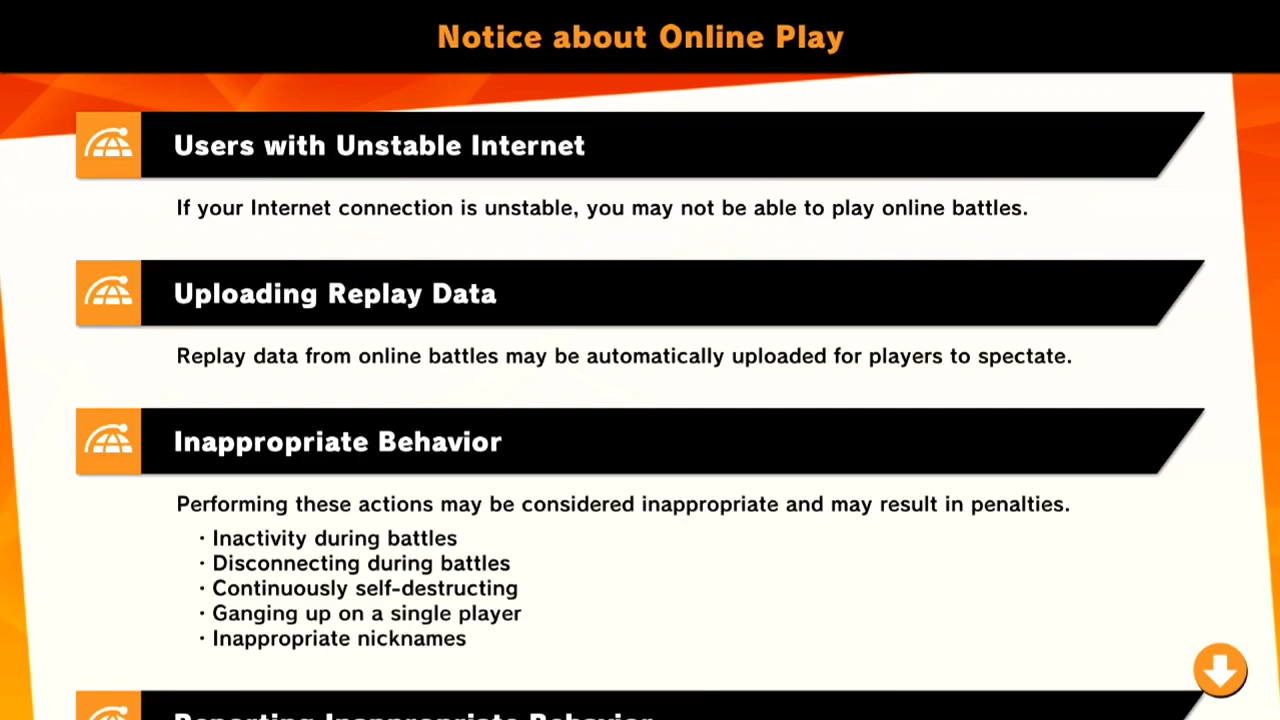 Notice about Online Play
Users with Unstable Internet
If your Internet connection is unstable, you may not be able to play online battles.
Uploading Replay Data
Replay data from online battles may be automatically uploaded for players to spectate.
Inappropriate Behavior
Performing these actions may be considered inappropriate and may result in penalties.
· Inactivity during battles
· Disconnecting during battles
· Continuously self-destructing
· Ganging up on a single player
· Inappropriate nicknames
Reporting Inappropriate Behavior